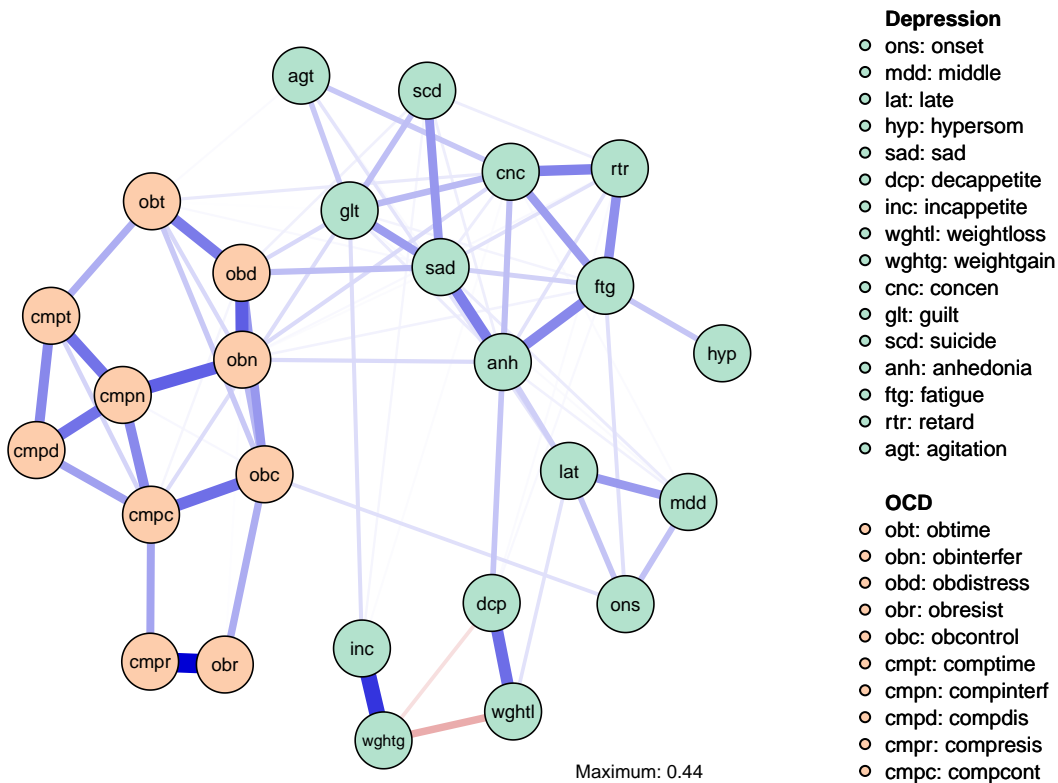 agt
scd
cnc
rtr
obt
glt
obd
sad
ftg
cmpt
obn
anh
hyp
cmpn
cmpd
obc
lat
mdd
cmpc
dcp
ons
inc
cmpr
obr
wghtl
wghtg
Maximum: 0.44
Depression
ons: onset
mdd: middle
lat: late
hyp: hypersom
sad: sad
dcp: decappetite
inc: incappetite
wghtl: weightloss
wghtg: weightgain
cnc: concen
glt: guilt
scd: suicide
anh: anhedonia
ftg: fatigue
rtr: retard
agt: agitation
OCD
obt: obtime
obn: obinterfer
obd: obdistress
obr: obresist
obc: obcontrol
cmpt: comptime
cmpn: compinterf
cmpd: compdis
cmpr: compresis
cmpc: compcont